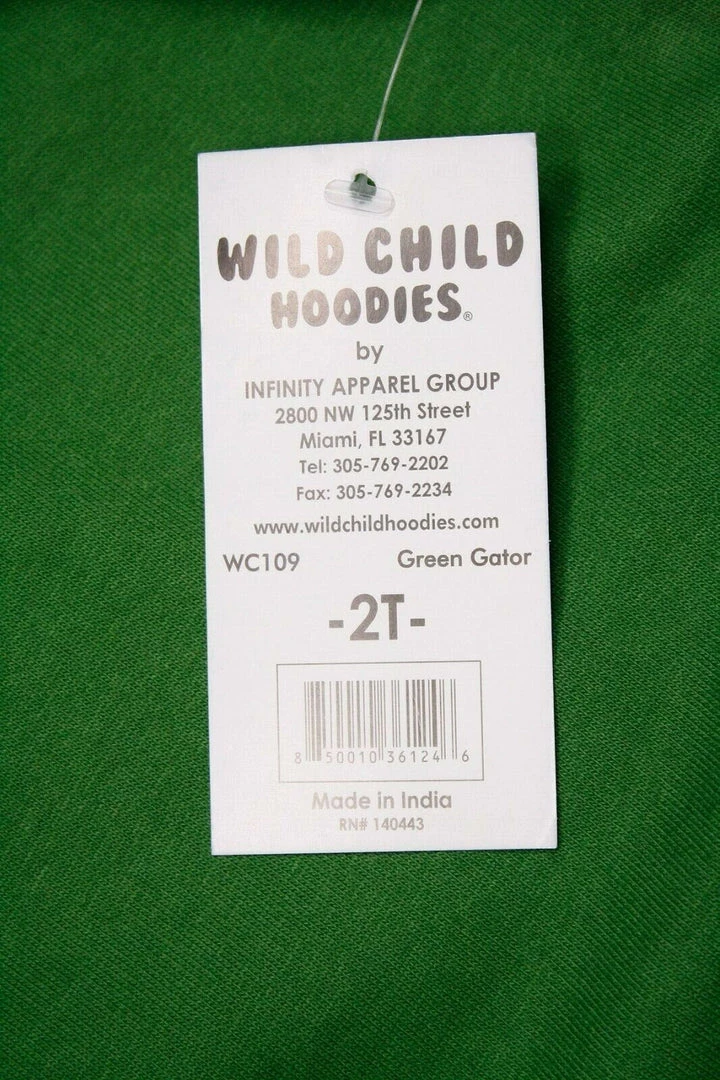 WILD CHILD
HOODIES®
by
INFINITY APPAREL GROUP
2800 NW 125th Street
Miami, FL 33167
Tel: 305-769-2202
Fax: 305-769-2234
www.wildchildhoodies.com
WC109 Green Gator
-2T-
8 50010 36124 6
Made in India
RN# 140443